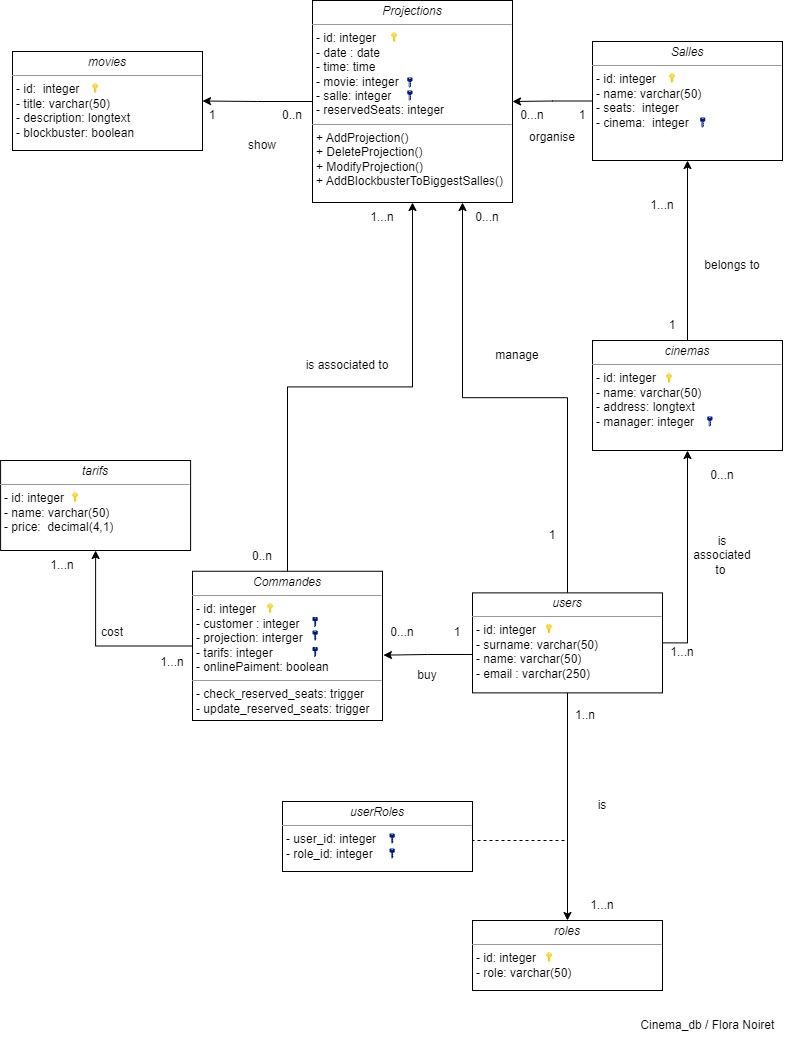 Projections
- id: integer
- date : date
- time: time
- movie: integer
- salle: integer
- reservedSeats: integer
+ AddProjection()
+ DeleteProjection()
+ ModifyProjection()
+ AddBlockbusterToBiggestSalles()
movies
- id:  integer
- title: varchar(50)
- description: longtext
- blockbuster: boolean
1
0..n
show
Salles
- id: integer
- name: varchar(50)
- seats:  integer
- cinema:  integer
0...n
1
organise
1...n
0...n
1...n
belongs to
1
is associated to
manage
cinemas
- id: integer
- name: varchar(50)
- address: longtext
- manager: integer
0...n
is
associated
to
1...n
tarifs
- id: integer
- name: varchar(50)
- price:  decimal(4,1)
1...n
cost
1...n
0..n
1
Commandes
- id: integer
- customer : integer
- projection: interger
- tarifs: integer
- onlinePaiment: boolean
- check_reserved_seats: trigger
- update_reserved_seats: trigger
0...n
1
buy
users
- id: integer
- surname: varchar(50)
- name: varchar(50)
- email : varchar(250)
1...n
is
userRoles
- user_id: integer
- role_id: integer
1...n
roles
- id: integer
- role: varchar(50)
Cinema_db / Flora Noiret